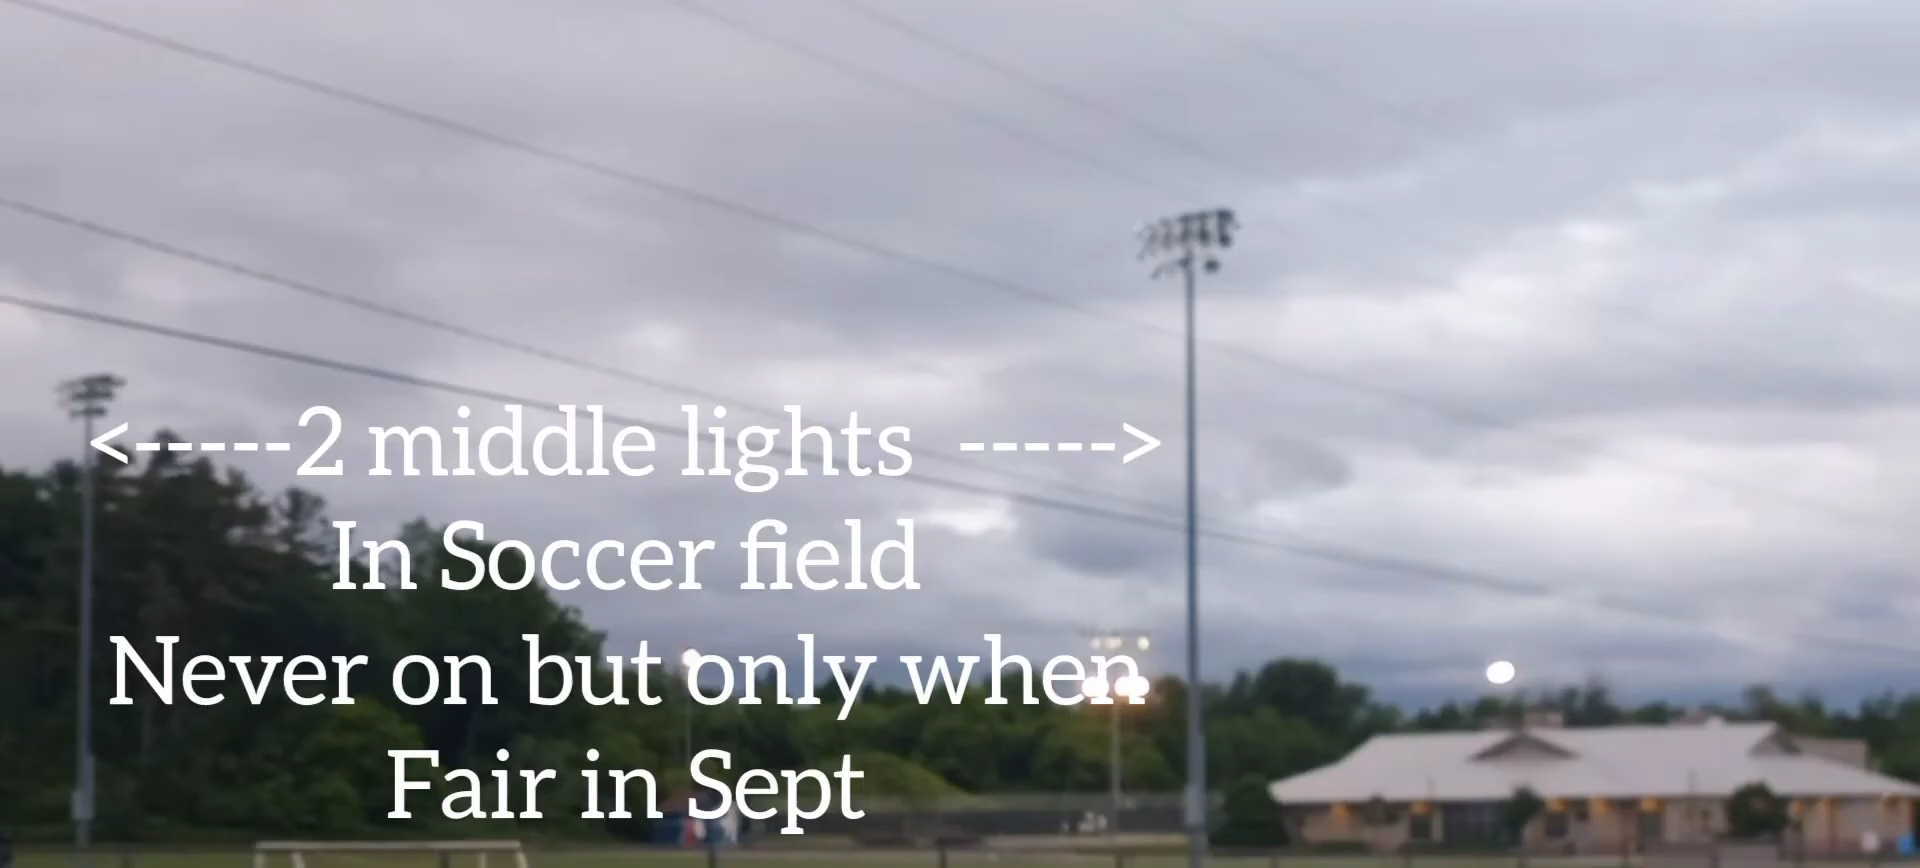 <-----2 middle lights  ----->
In Soccer field
Never on but only when
Fair in Sept